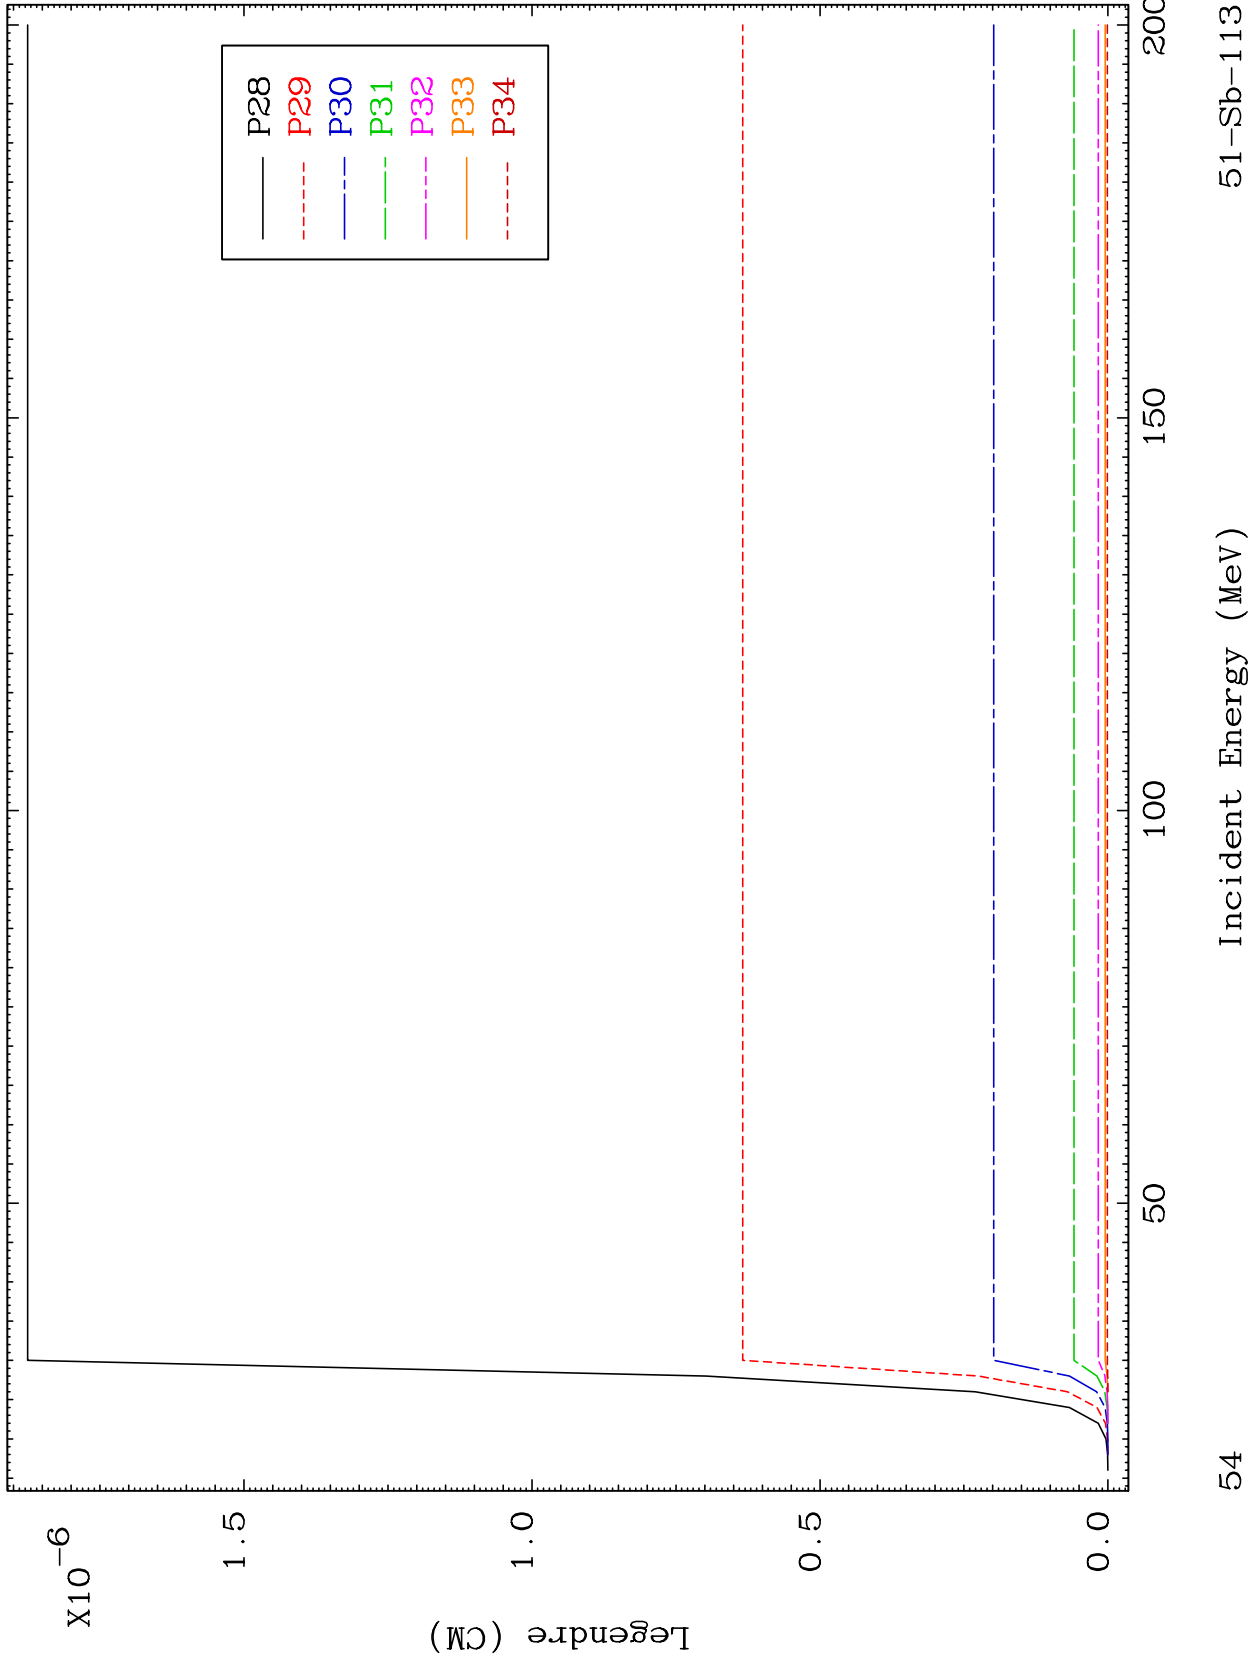 X10-6
1.5
1.0
0.5
0.0
Legendre (CM)
P28
P29
P30
P31
P32
P33
P34
50
100
150
200
Incident Energy (MeV)
54
51-Sb-113